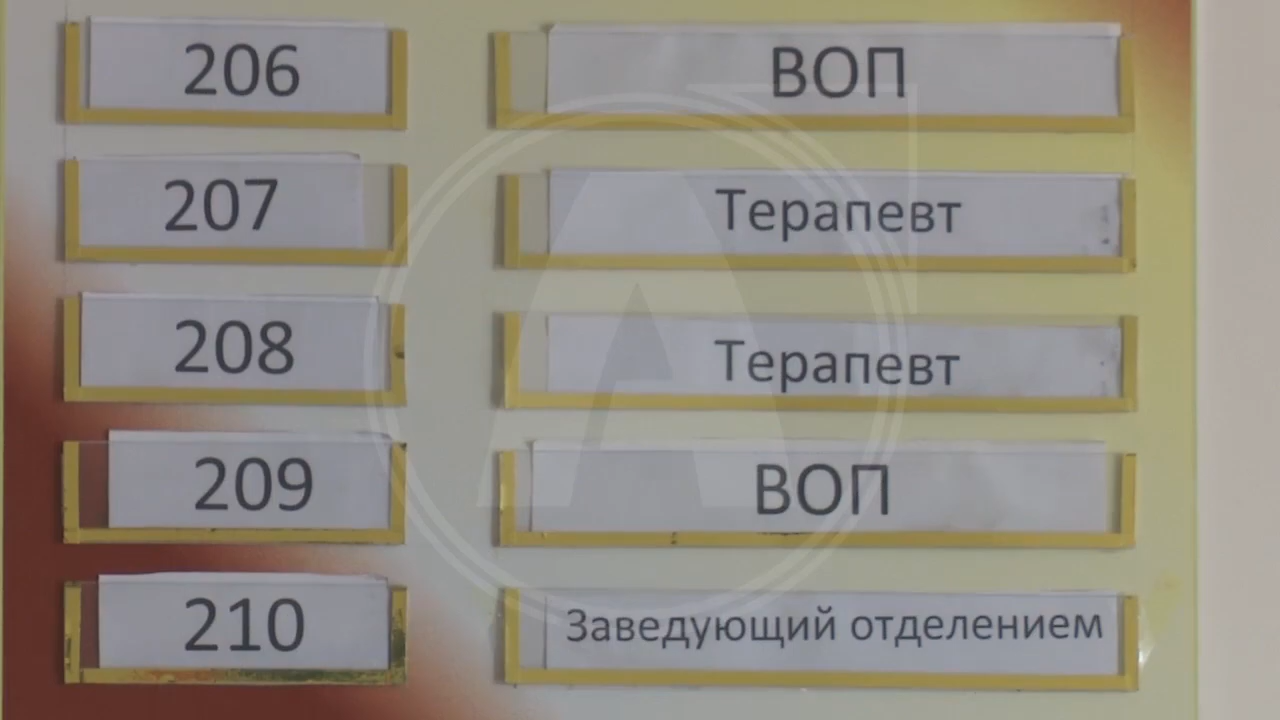 206 ВОП
207 Терапевт
208 Терапевт
209 ВОП
210 Заведующий отделением